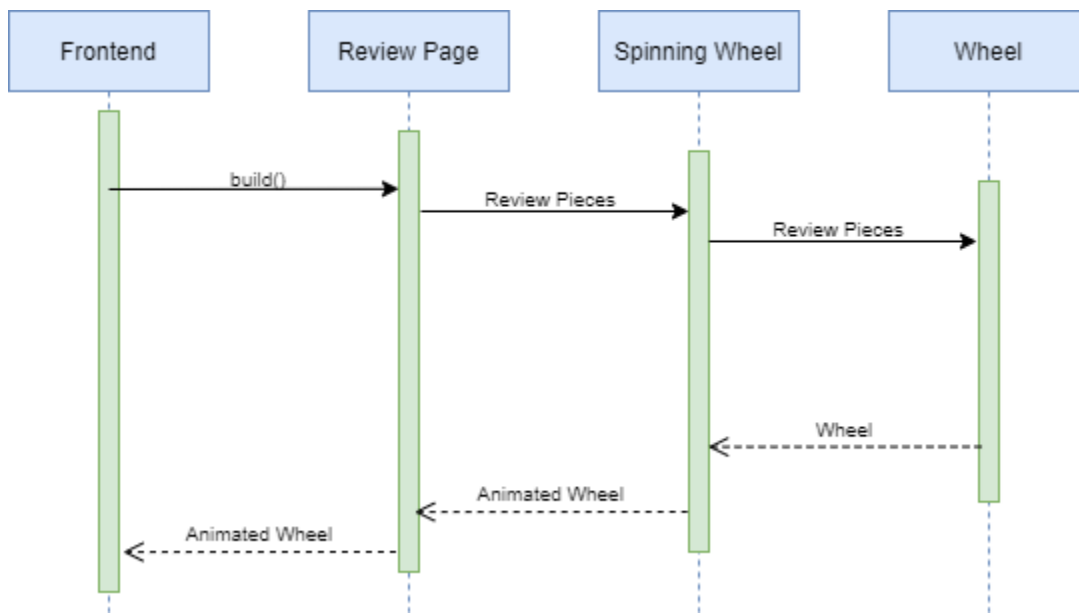 Frontend
Review Page
Spinning Wheel
Wheel
build()
Review Pieces
Review Pieces
Wheel
Animated Wheel
Animated Wheel